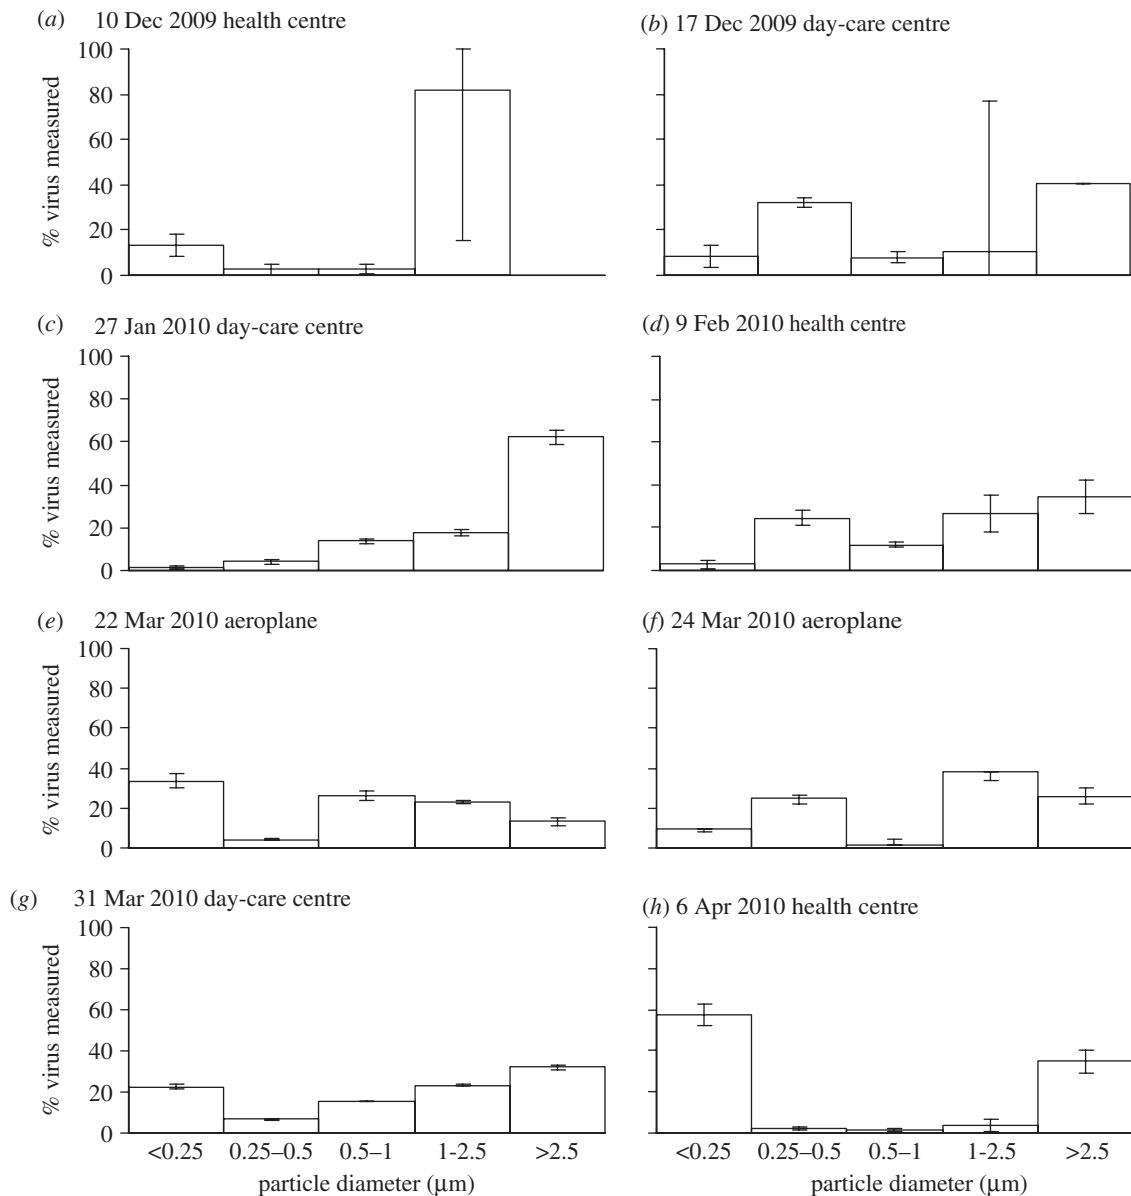 (a) 10 Dec 2009 health centre
100
80
60
40
20
0
% virus measured
(b) 17 Dec 2009 day-care centre
(c) 27 Jan 2010 day-care centre
100
80
60
40
20
0
% virus measured
(d) 9 Feb 2010 health centre
(e) 22 Mar 2010 aeroplane
100
80
60
40
20
0
% virus measured
(f) 24 Mar 2010 aeroplane
(g) 31 Mar 2010 day-care centre
100
80
60
40
20
0
% virus measured
<0.25 0.25–0.5 0.5–1 1-2.5 >2.5
particle diameter (μm)
(h) 6 Apr 2010 health centre
<0.25 0.25–0.5 0.5–1 1-2.5 >2.5
particle diameter (μm)